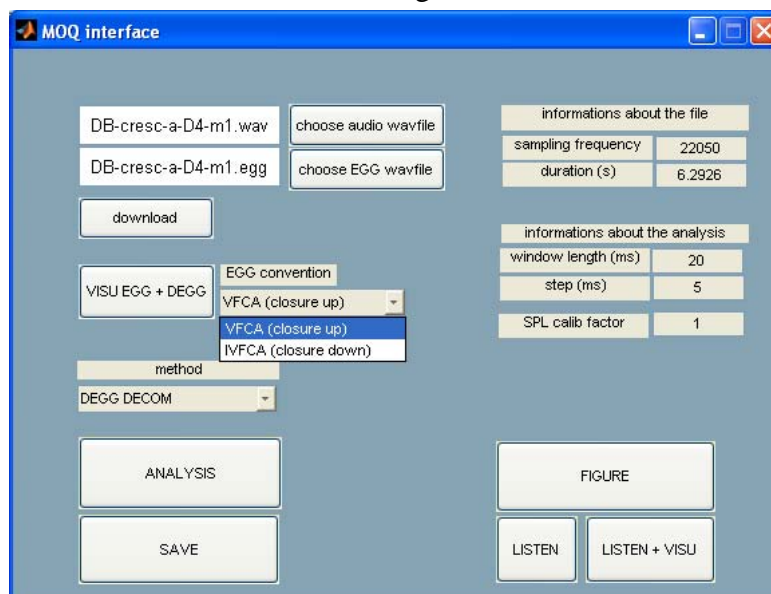 MOQ interface
DB-cresc-a-D4-m1.wav
choose audio wavfile
DB-cresc-a-D4-m1.egg
choose EGG wavfile
download
VISU EGG + DEGG
EGG convention
VFCA (closure up)
VFCA (closure up)
IVFCA (closure down)
method
DEGG DECOM
ANALYSIS
SAVE
informations about the file
sampling frequency 22050
duration (s) 6.2926
informations about the analysis
window length (ms) 20
step (ms) 5
SPL calib factor 1
FIGURE
LISTEN
LISTEN + VISU